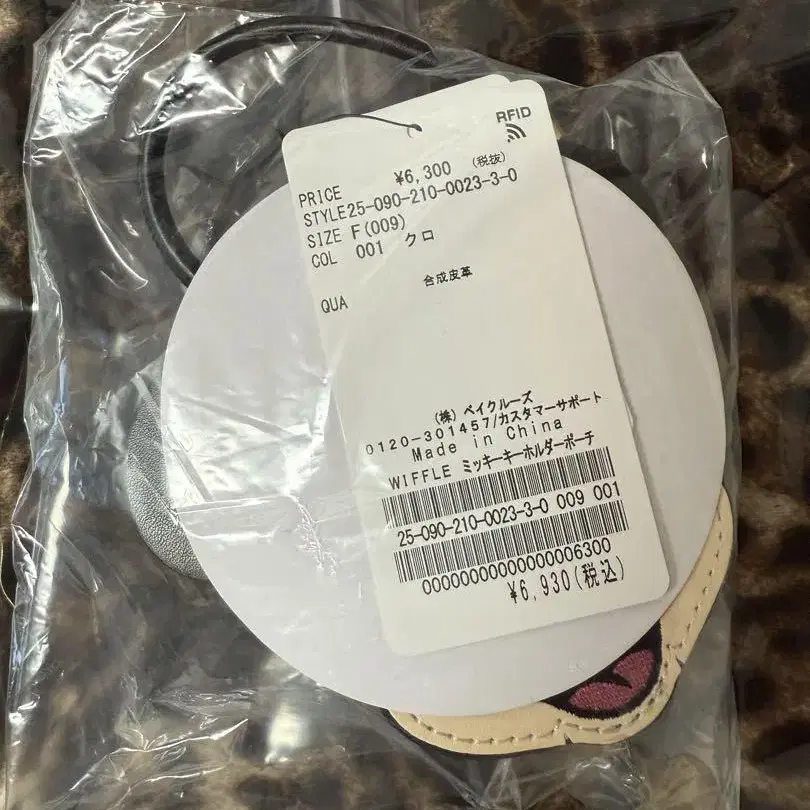 RFID
PRICE ¥6,300 (税抜)
STYLE25-090-210-0023-3-0
SIZE F(009)
COL 001 クロ
合成皮革
QUA
(株) ベイクルーズ
0120-301457/カスタマーサポート
Made in China
WIFFLE ミッキーキーホルダーポーチ
25-090-210-0023-3-0 009 001
00000000000000006300
¥6,930(税込)